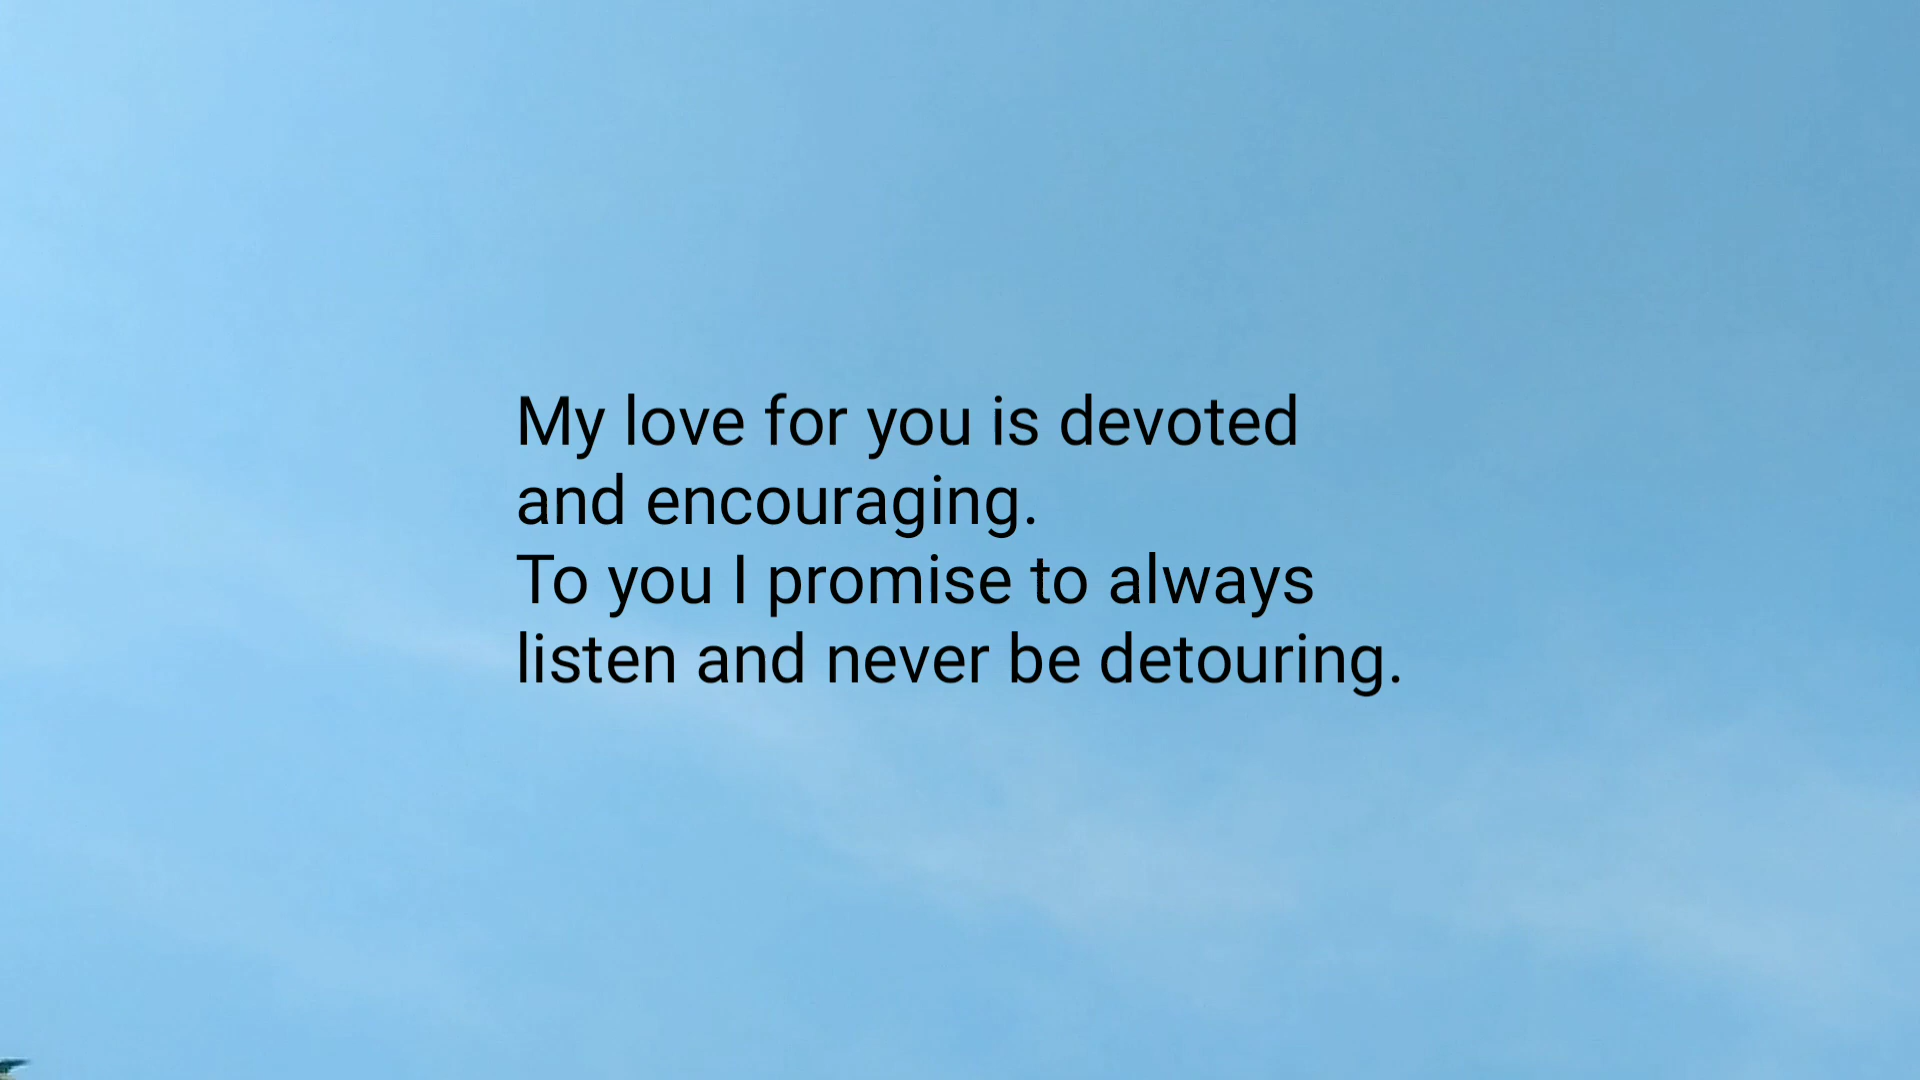 My love for you is devoted
and encouraging.
To you I promise to always
listen and never be detouring.